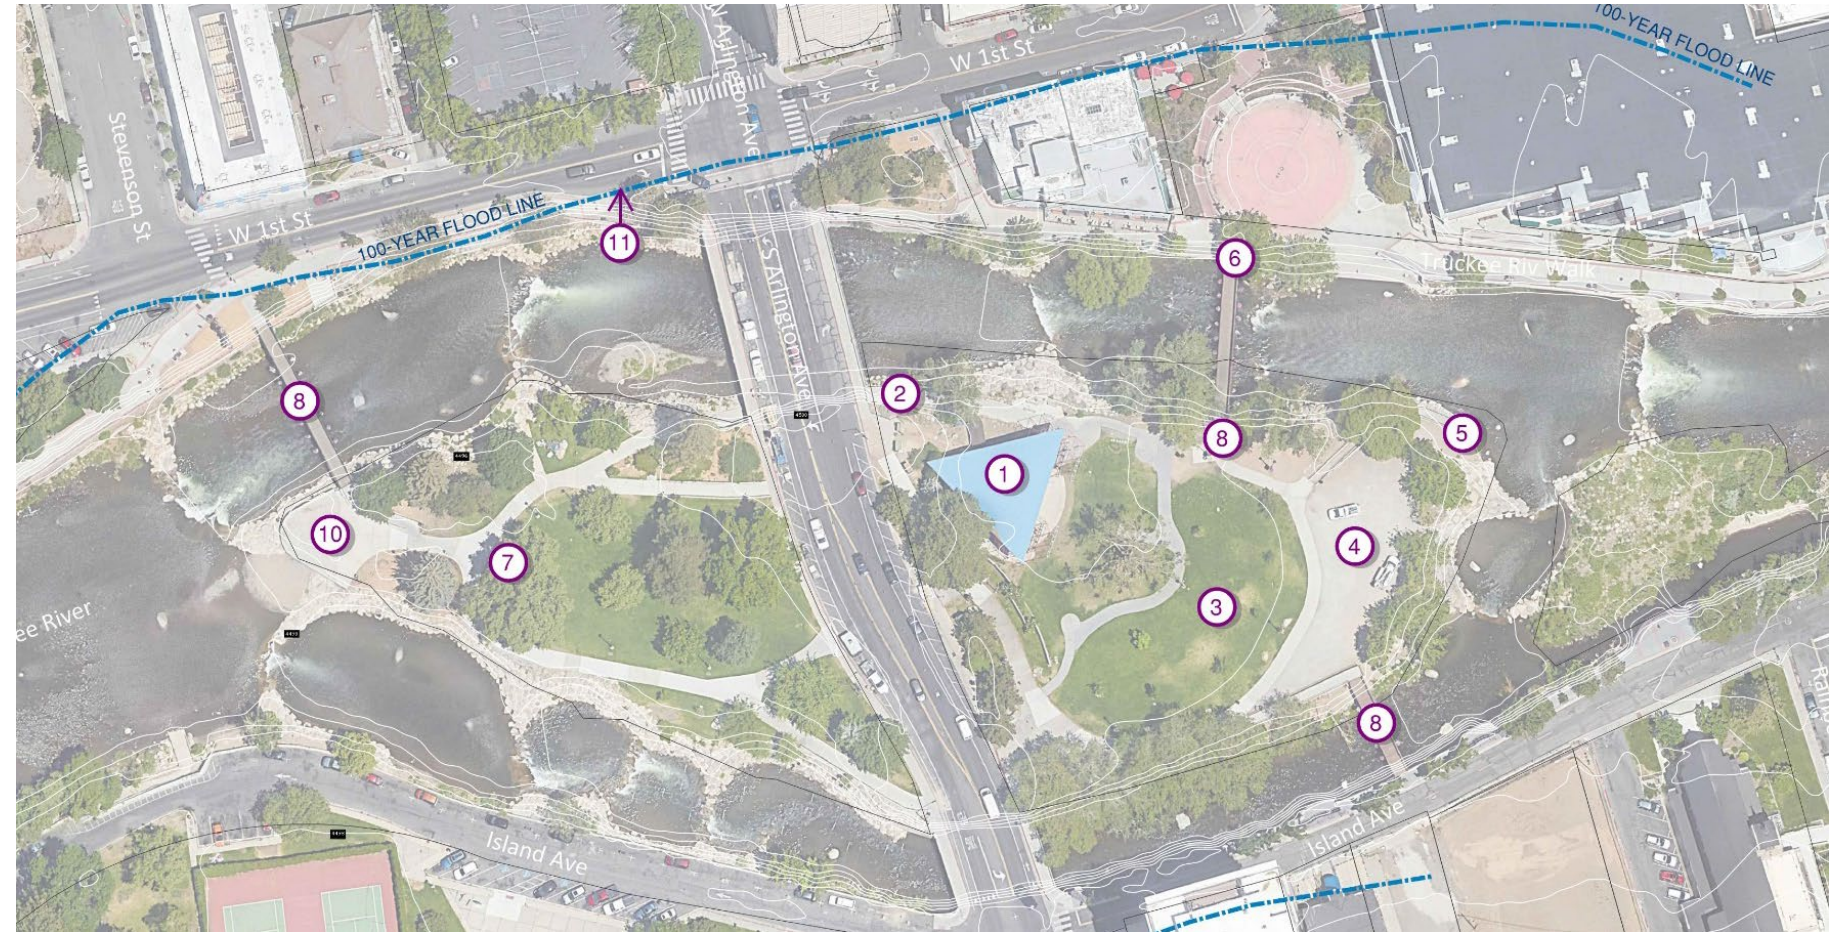 100-YEAR FLOOD LINE
W 1st St
W Arlington Ave
Stevenson St
W 1st St
100-YEAR FLOOD LINE
11
S Arlington Ave
6
Truckee Riv Walk
8
2
8
5
1
10
7
4
3
ee River
8
Island Ave
Island Ave